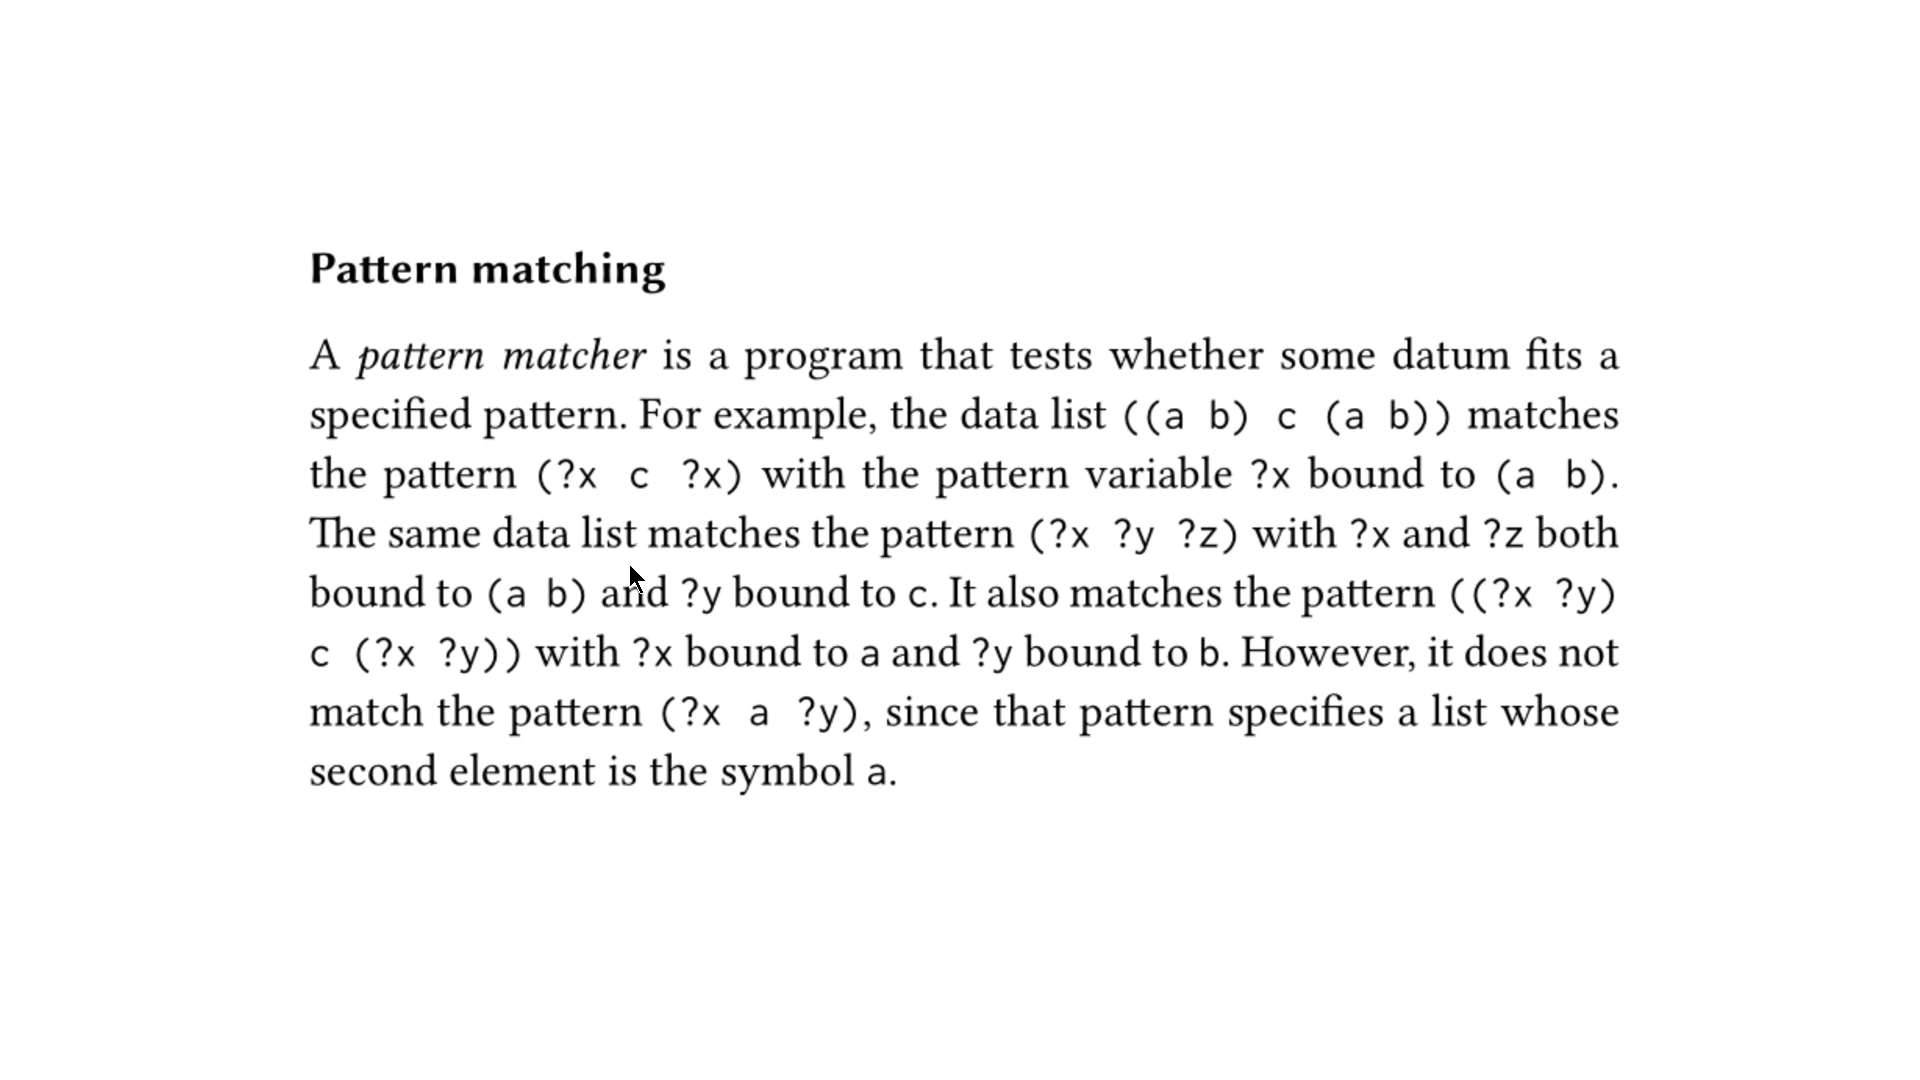 Pattern matching
A pattern matcher is a program that tests whether some datum fits a
specified pattern. For example, the data list ((a b) c (a b)) matches
the pattern (?x c ?x) with the pattern variable ?x bound to (a b).
The same data list matches the pattern (?x ?y ?z) with ?x and ?z both
bound to (a b) and ?y bound to c. It also matches the pattern ((?x ?y)
c (?x ?y)) with ?x bound to a and ?y bound to b. However, it does not
match the pattern (?x a ?y), since that pattern specifies a list whose
second element is the symbol a.